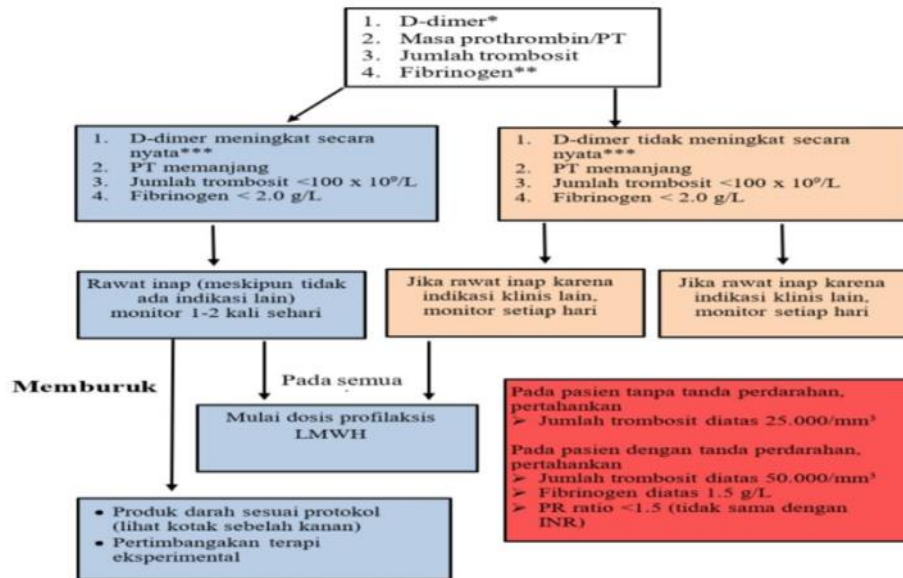 1. D-dimer*
2. Masa prothrombin/PT
3. Jumlah trombosit
4. Fibrinogen**
1. D-dimer meningkat secara
nyata***
2. PT memanjang
3. Jumlah trombosit <100 x 10⁹/L
4. Fibrinogen < 2.0 g/L
1. D-dimer tidak meningkat secara
nyata***
2. PT memanjang
3. Jumlah trombosit <100 x 10⁹/L
4. Fibrinogen < 2.0 g/L
Rawat inap (meskipun tidak
ada indikasi lain)
monitor 1-2 kali sehari
Jika rawat inap karena
indikasi klinis lain,
monitor setiap hari
Jika rawat inap karena
indikasi klinis lain,
monitor setiap hari
Memburuk
Pada semua
Mulai dosis profilaksis
LMWH
Pada pasien tanpa tanda perdarahan,
pertahankan
➢ Jumlah trombosit diatas 25.000/mm³
Pada pasien dengan tanda perdarahan,
pertahankan
➢ Jumlah trombosit diatas 50.000/mm³
➢ Fibrinogen diatas 1.5 g/L
➢ PR ratio <1.5 (tidak sama dengan
INR)
• Produk darah sesuai protokol
(lihat kotak sebelah kanan)
• Pertimbangakan terapi
eksperimental